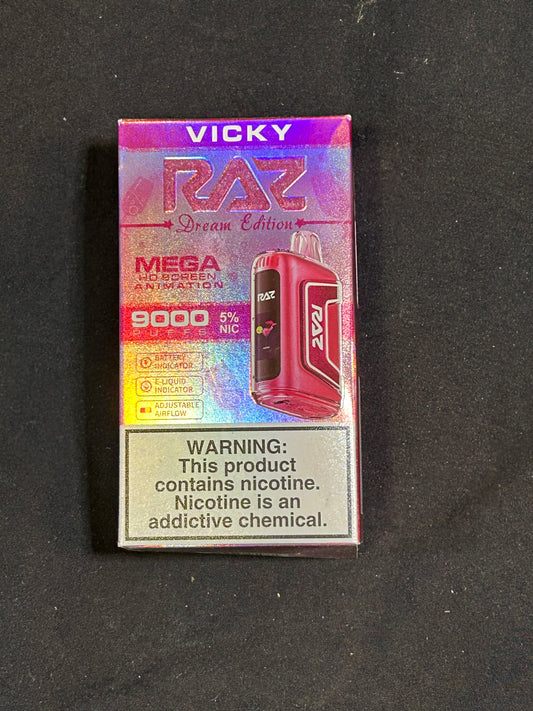 VICKY
RAZ
Dream Edition
MEGA
HD SCREEN
ANIMATION
9000
PUFFS
5%
NIC
BATTERY
INDICATOR
E-LIQUID
INDICATOR
ADJUSTABLE
AIRFLOW
RAZ
RAZ
WARNING:
This product
contains nicotine.
Nicotine is an
addictive chemical.